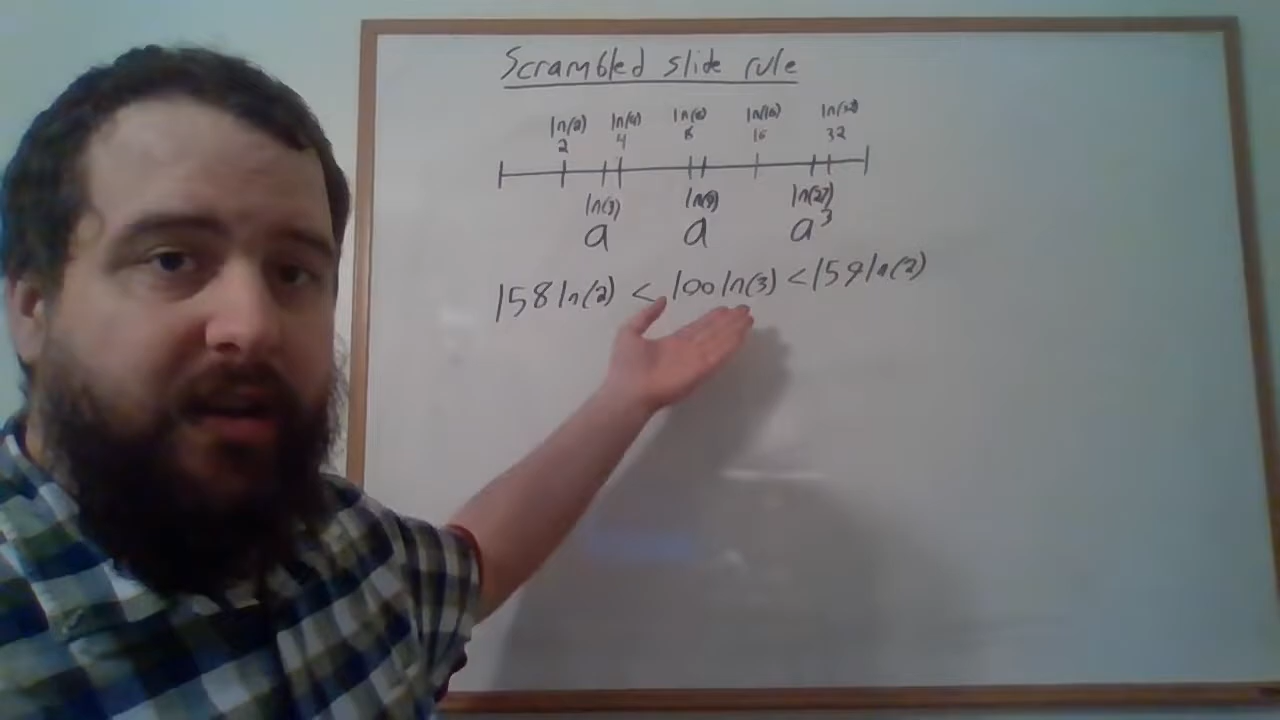 Scrambled slide rule
ln(2) ln(4) ln(8) ln(16) ln(32)
2 4 8 16 32
ln(3) ln(9) ln(27)
a a a³
158 ln(2) < 100 ln(3) < 159 ln(2)